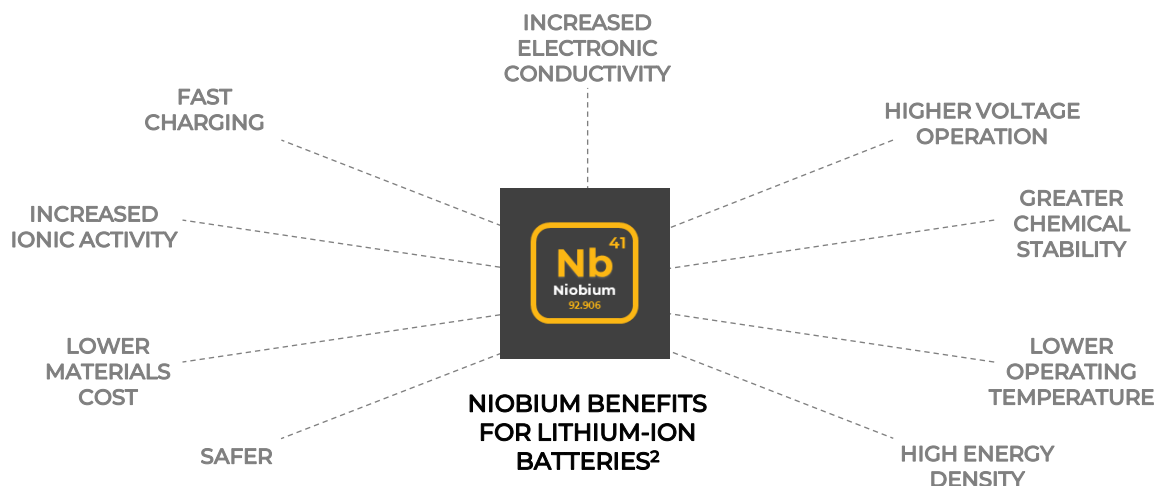 INCREASED
ELECTRONIC
CONDUCTIVITY
FAST
CHARGING
HIGHER VOLTAGE
OPERATION
INCREASED
IONIC ACTIVITY
GREATER
CHEMICAL
STABILITY
41
Nb
Niobium
92.906
LOWER
MATERIALS
COST
LOWER
OPERATING
TEMPERATURE
SAFER
NIOBIUM BENEFITS
FOR LITHIUM-ION
BATTERIES²
HIGH ENERGY
DENSITY